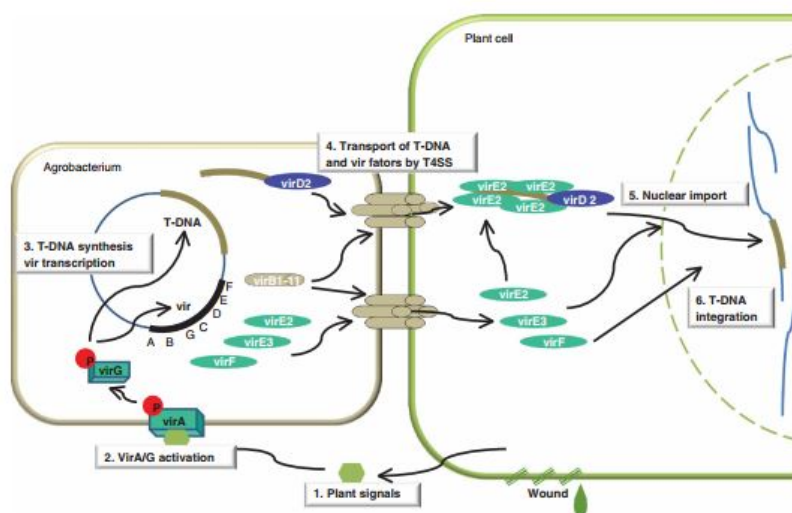 Plant cell
Agrobacterium
4. Transport of T-DNA
and vir fators by T4SS
virD2
virE2
virE2
virE2
virE2
virD 2
5. Nuclear import
T-DNA
3. T-DNA synthesis
vir transcription
virB1-11
vir
F
E
D
C
G
B
A
virE2
virE3
virF
virE2
virE3
virF
6. T-DNA
integration
P
virG
P
virA
2. VirA/G activation
1. Plant signals
Wound